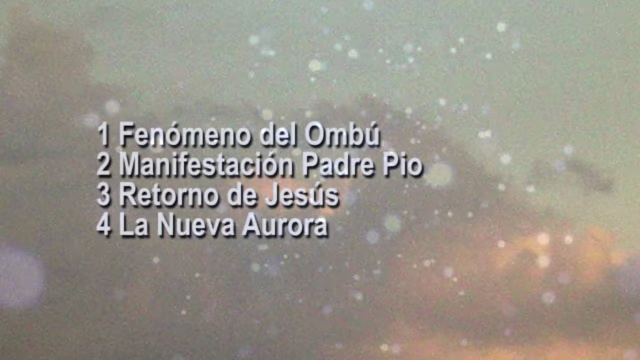 1 Fenómeno del Ombú
2 Manifestación Padre Pio
3 Retorno de Jesús
4 La Nueva Aurora